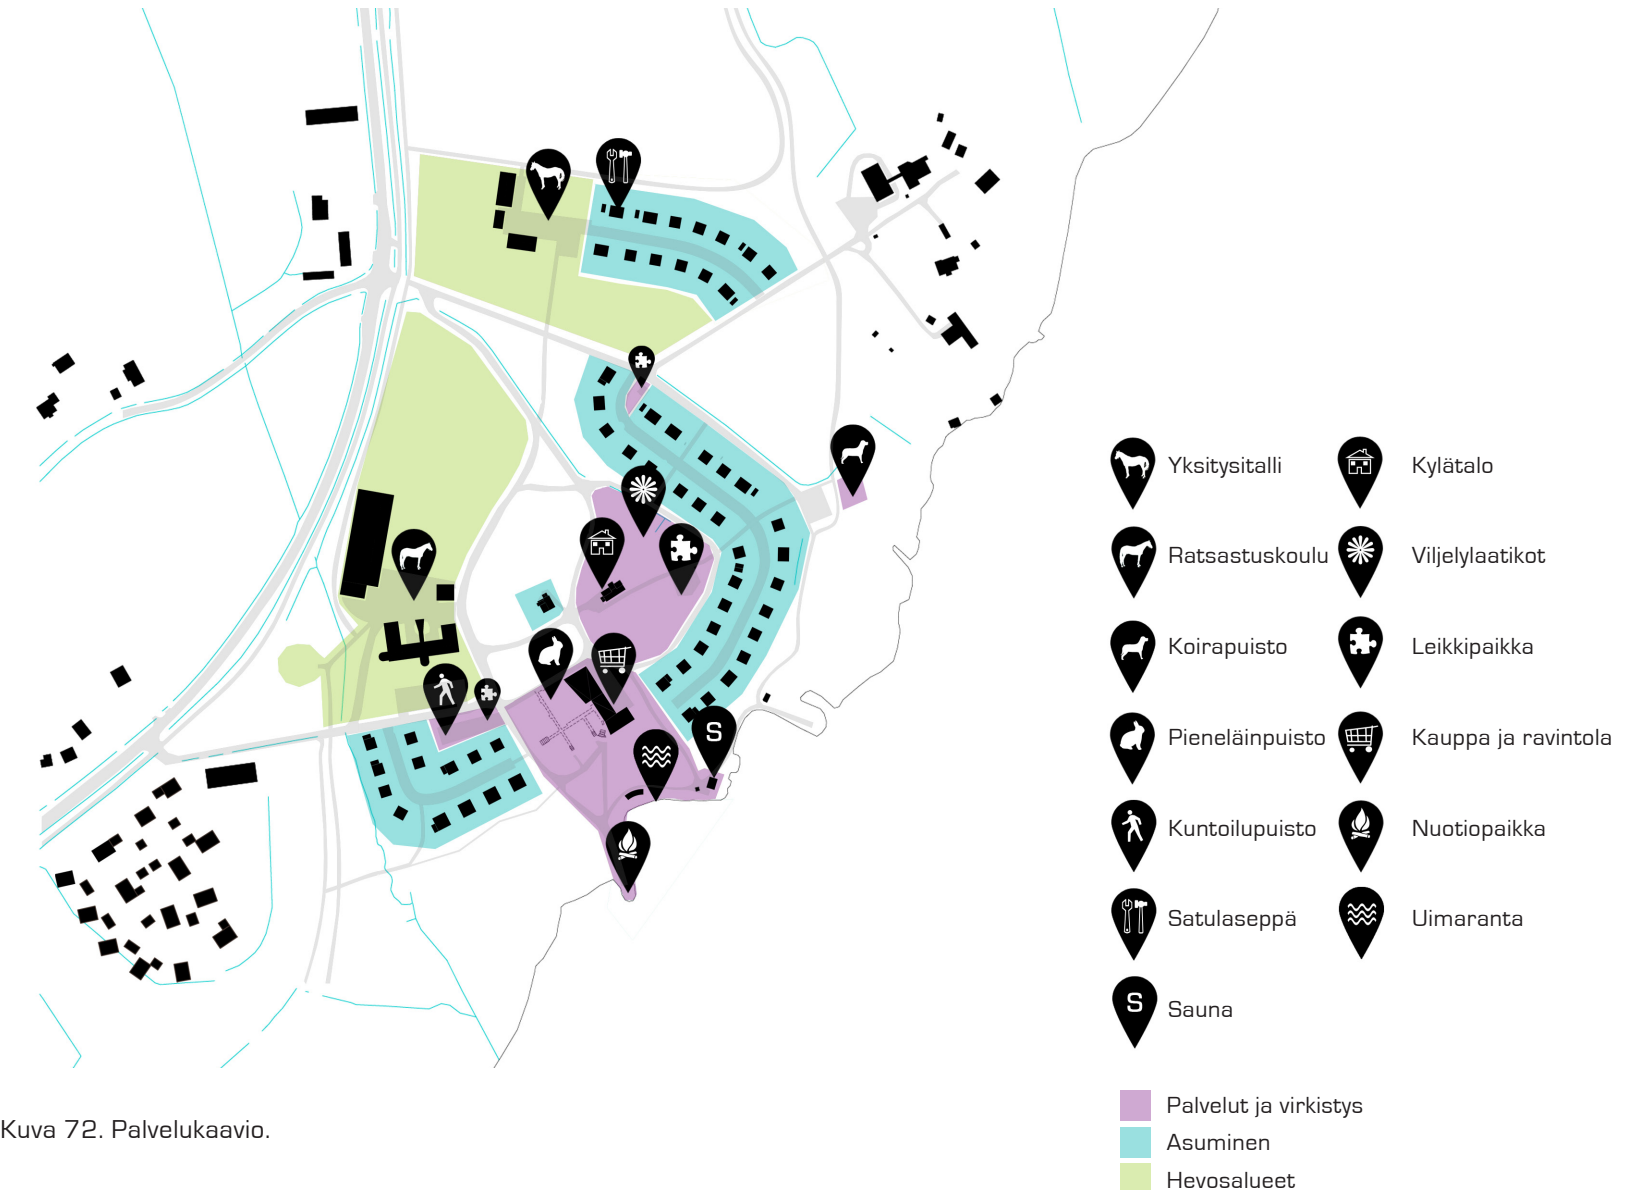 S
Yksitysitalli
Kylätalo
Ratsastuskoulu
Viljelylaatikot
Koirapuisto
Leikkipaikka
Pieneläinpuisto
Kauppa ja ravintola
Kuntoilupuisto
Nuotiopaikka
Satulaseppä
Uimaranta
S
Sauna
Palvelut ja virkistys
Asuminen
Hevosalueet
Kuva 72. Palvelukaavio.